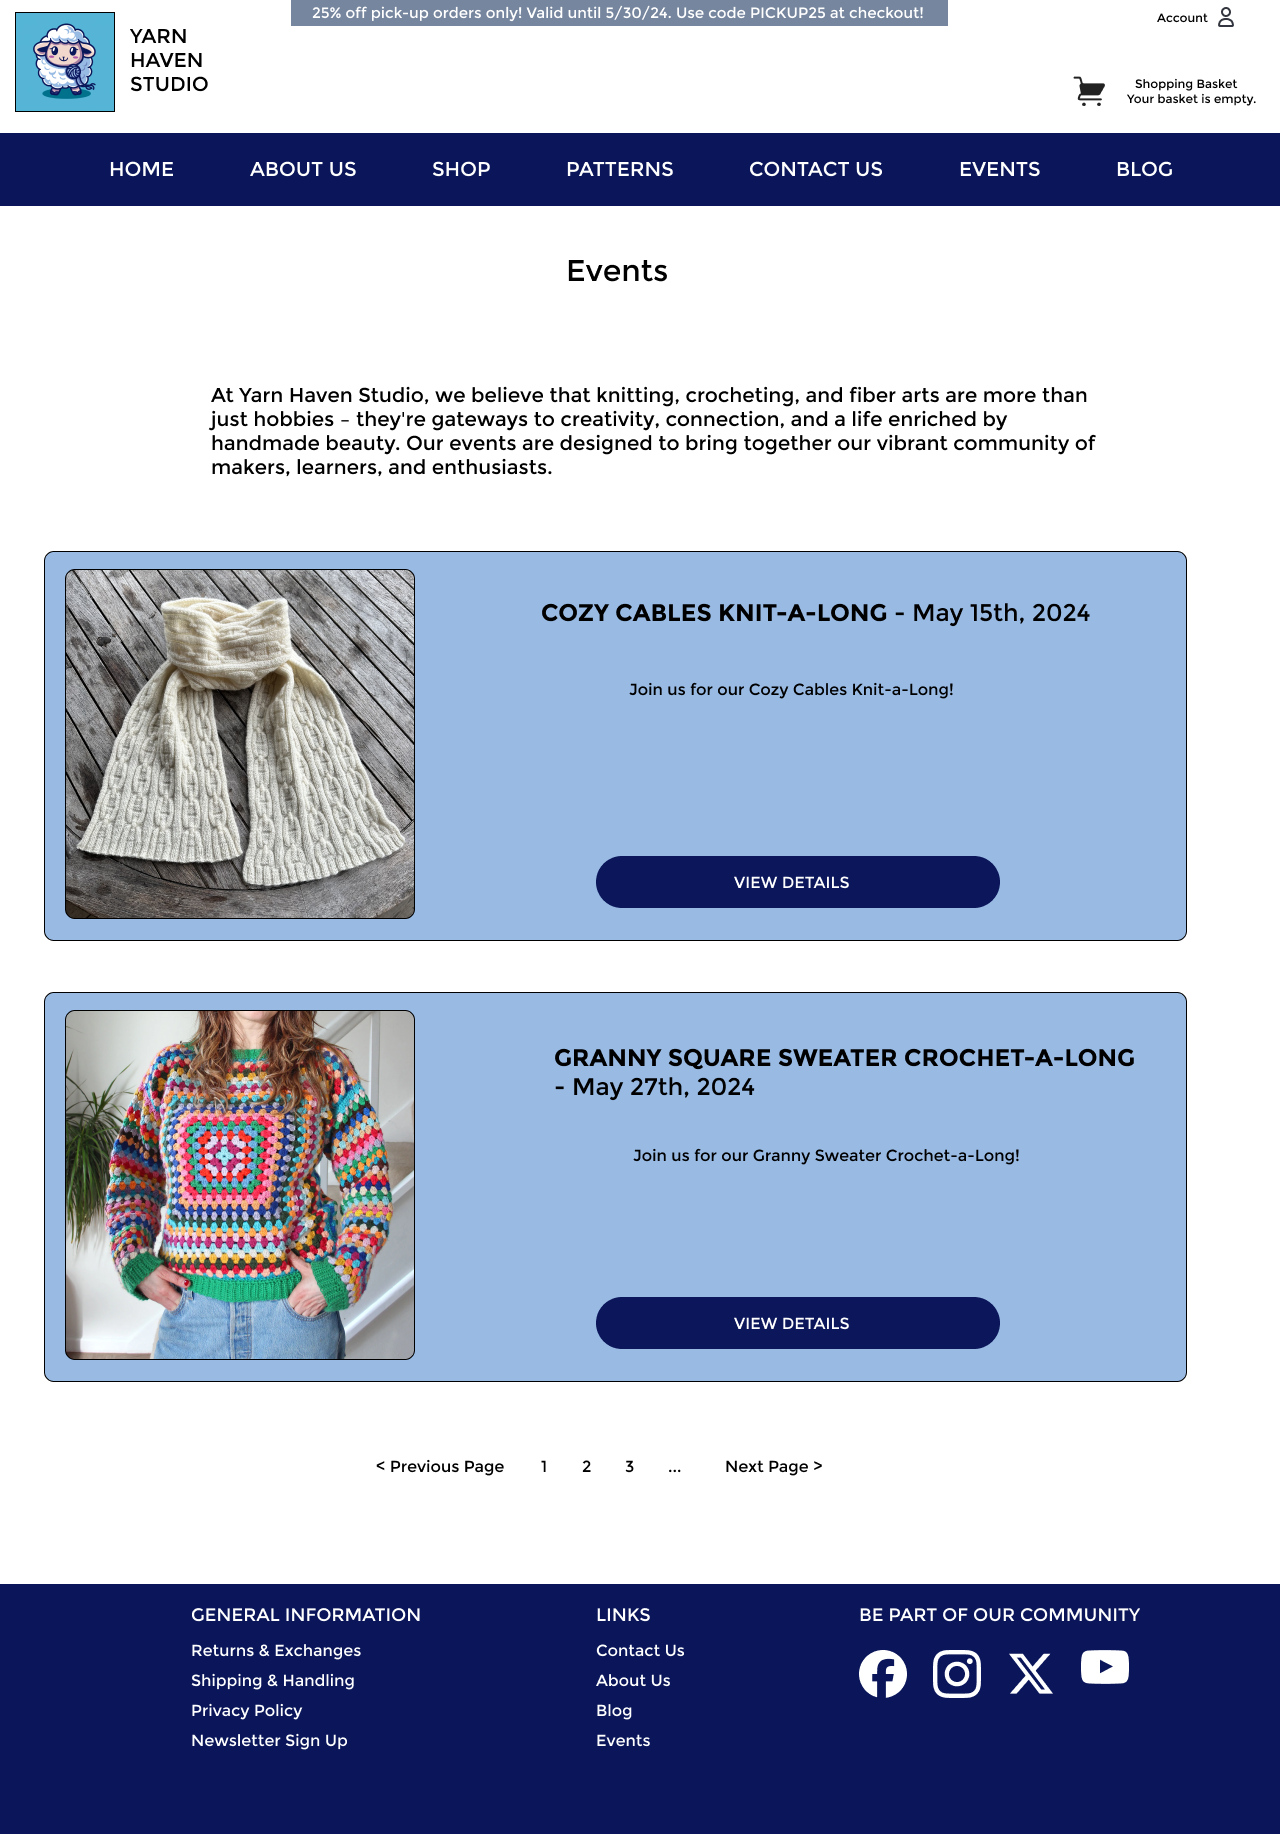 25% off pick-up orders only! Valid until 5/30/24. Use code PICKUP25 at checkout!
Account
YARN
HAVEN
STUDIO
Shopping Basket
Your basket is empty.
HOME ABOUT US SHOP PATTERNS CONTACT US EVENTS BLOG
Events
At Yarn Haven Studio, we believe that knitting, crocheting, and fiber arts are more than
just hobbies – they're gateways to creativity, connection, and a life enriched by
handmade beauty. Our events are designed to bring together our vibrant community of
makers, learners, and enthusiasts.
COZY CABLES KNIT-A-LONG - May 15th, 2024
Join us for our Cozy Cables Knit-a-Long!
VIEW DETAILS
GRANNY SQUARE SWEATER CROCHET-A-LONG
- May 27th, 2024
Join us for our Granny Sweater Crochet-a-Long!
VIEW DETAILS
< Previous Page 1 2 3 ... Next Page >
GENERAL INFORMATION
Returns & Exchanges
Shipping & Handling
Privacy Policy
Newsletter Sign Up
LINKS
Contact Us
About Us
Blog
Events
BE PART OF OUR COMMUNITY